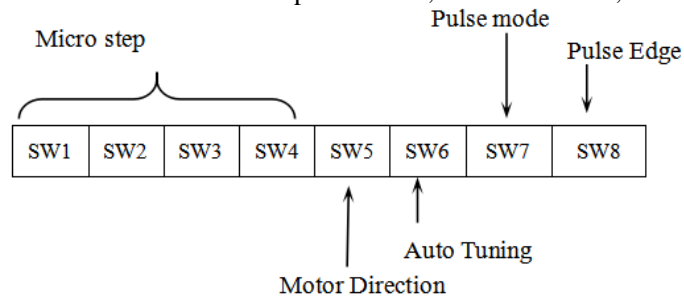 Pulse mode
Micro step
Pulse Edge
SW1 SW2 SW3 SW4 SW5 SW6 SW7 SW8
Auto Tuning
Motor Direction